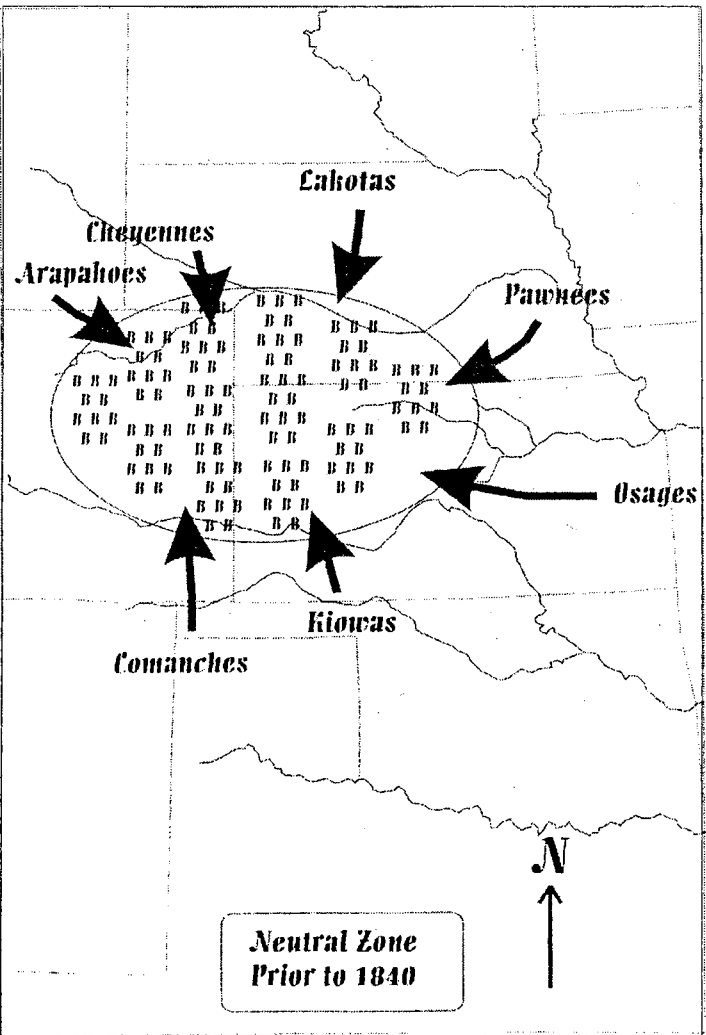 Lakotas
Cheyennes
Arapahoes
Pawnees
B B B
B B
B B B
B B
B B B
B B
B B B
B B
B B B
B B
B B B
B B
B B B
B B
B B B
B B
B B B
B B
B B B
B B
B B B
B B
B B B
B B
B B B
B B
B B B
B B
B B B
B B
B B B
B B
B B B
B B
B B B
B B
B B B
B B
B B B
B B
B B B
B B
B B B
B B
B B B
B B
B B B
B B
Osages
Kiowas
Comanches
N
Neutral Zone
Prior to 1840